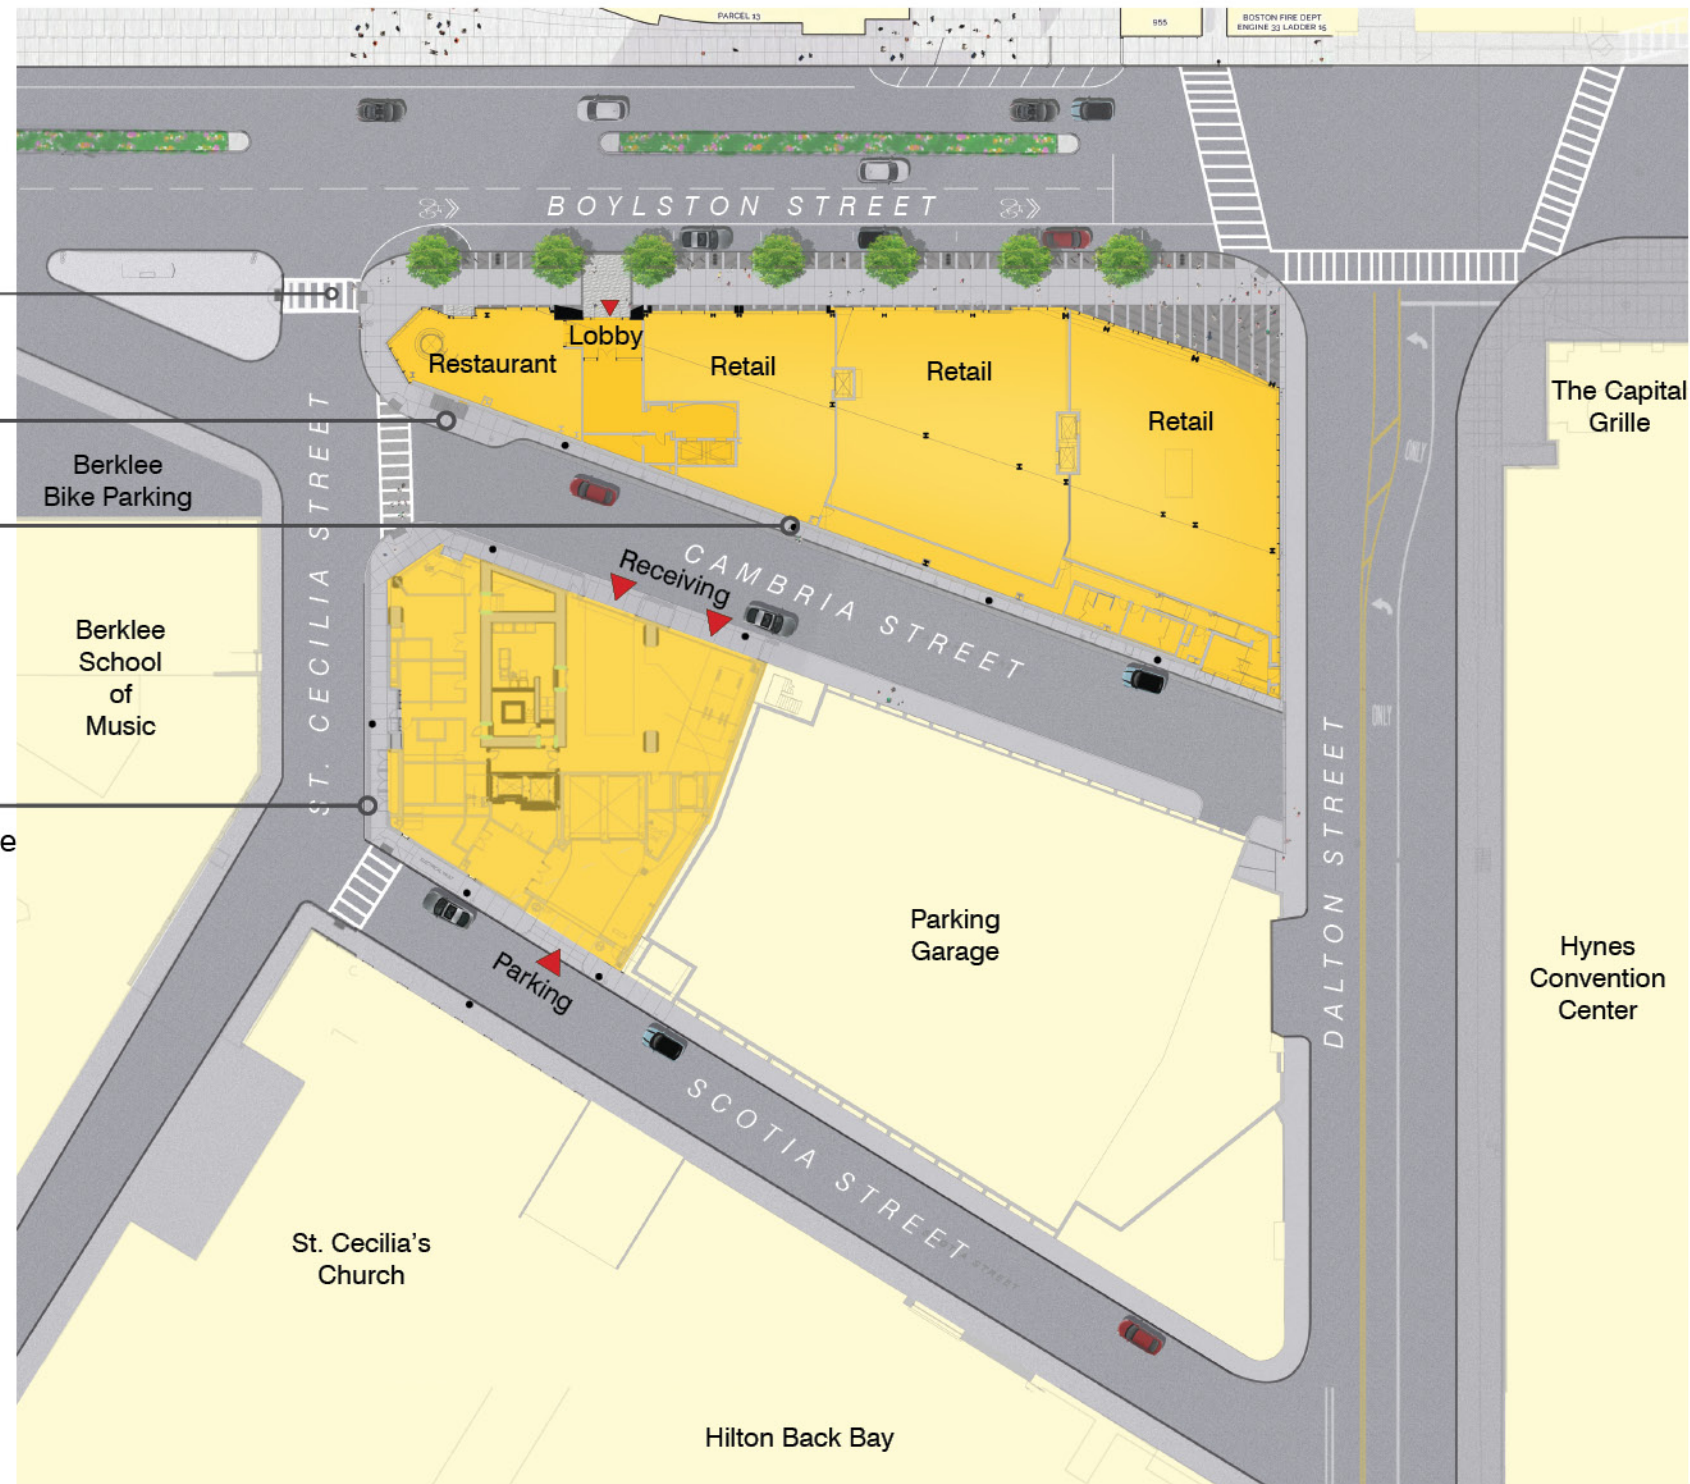 PARCEL 13
955
BOSTON FIRE DEPT
ENGINE 33 LADDER 15
BOYLSTON STREET
Lobby
Restaurant
Retail
Retail
Retail
The Capital
Grille
ONLY
Berklee
Bike Parking
ST. CECILIA STREET
CAMBRIA STREET
Receiving
Berklee
School
of
Music
ONLY
DALTON STREET
e
Parking
Garage
Parking
Hynes
Convention
Center
SCOTIA STREET
St. Cecilia's
Church
Hilton Back Bay